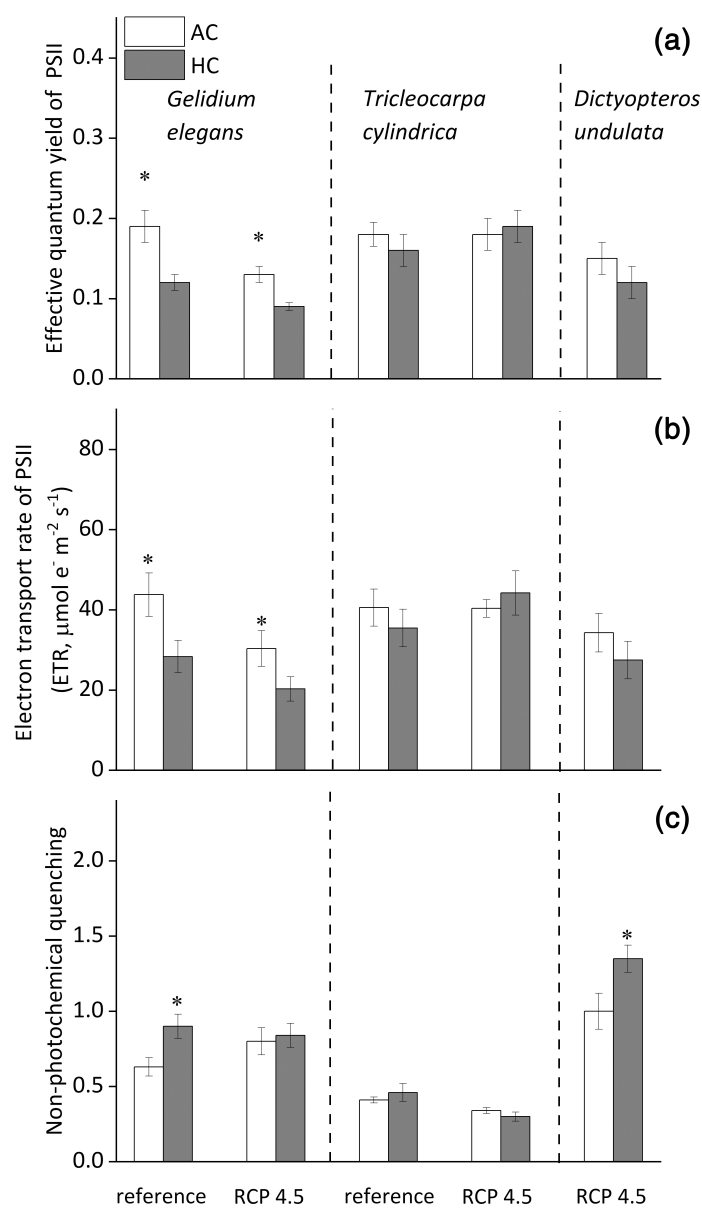 (a)
AC
HC
Gelidium
elegans
Tricleocarpa
cylindrica
Dictyopteros
undulata
Effective quantum yield of PSII
0.4
0.3
0.2
0.1
0.0
*
*
(b)
Electron transport rate of PSII
(ETR, μmol e⁻ m⁻² s⁻¹)
80
60
40
20
0
*
*
(c)
Non-photochemical quenching
2.0
1.5
1.0
0.5
0.0
*
*
reference RCP 4.5 reference RCP 4.5 RCP 4.5